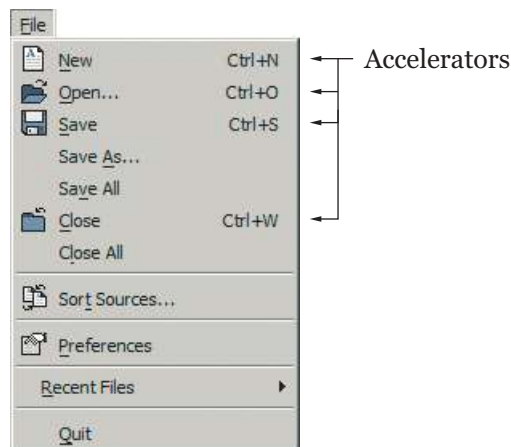 File
New Ctrl+N Accelerators
Open... Ctrl+O
Save Ctrl+S
Save As...
Save All
Close Ctrl+W
Close All
Sort Sources...
Preferences
Recent Files
Quit